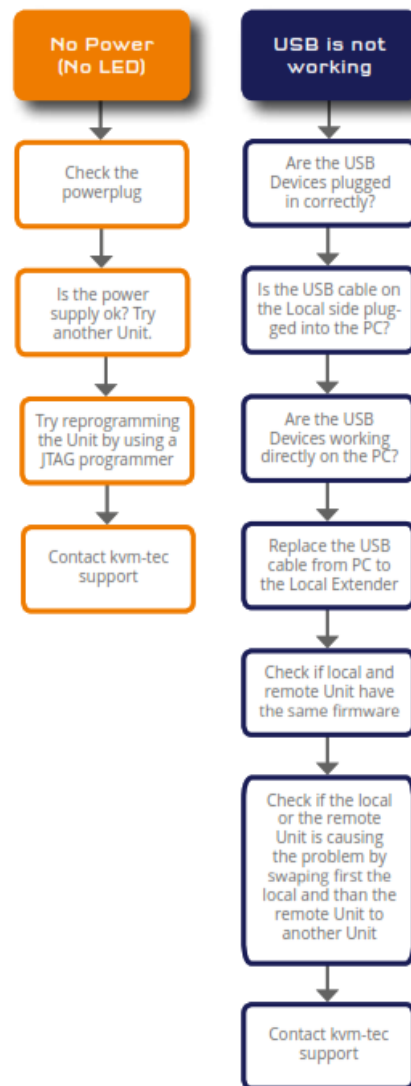 No Power
(No LED)
Check the
powerplug
Is the power
supply ok? Try
another Unit.
Try reprogramming
the Unit by using a
JTAG programmer
Contact kvm-tec
support
USB is not
working
Are the USB
Devices plugged
in correctly?
Is the USB cable on
the Local side plug-
ged into the PC?
Are the USB
Devices working
directly on the PC?
Replace the USB
cable from PC to
the Local Extender
Check if local and
remote Unit have
the same firmware
Check if the local
or the remote
Unit is causing
the problem by
swaping first the
local and than the
remote Unit to
another Unit
Contact kvm-tec
support